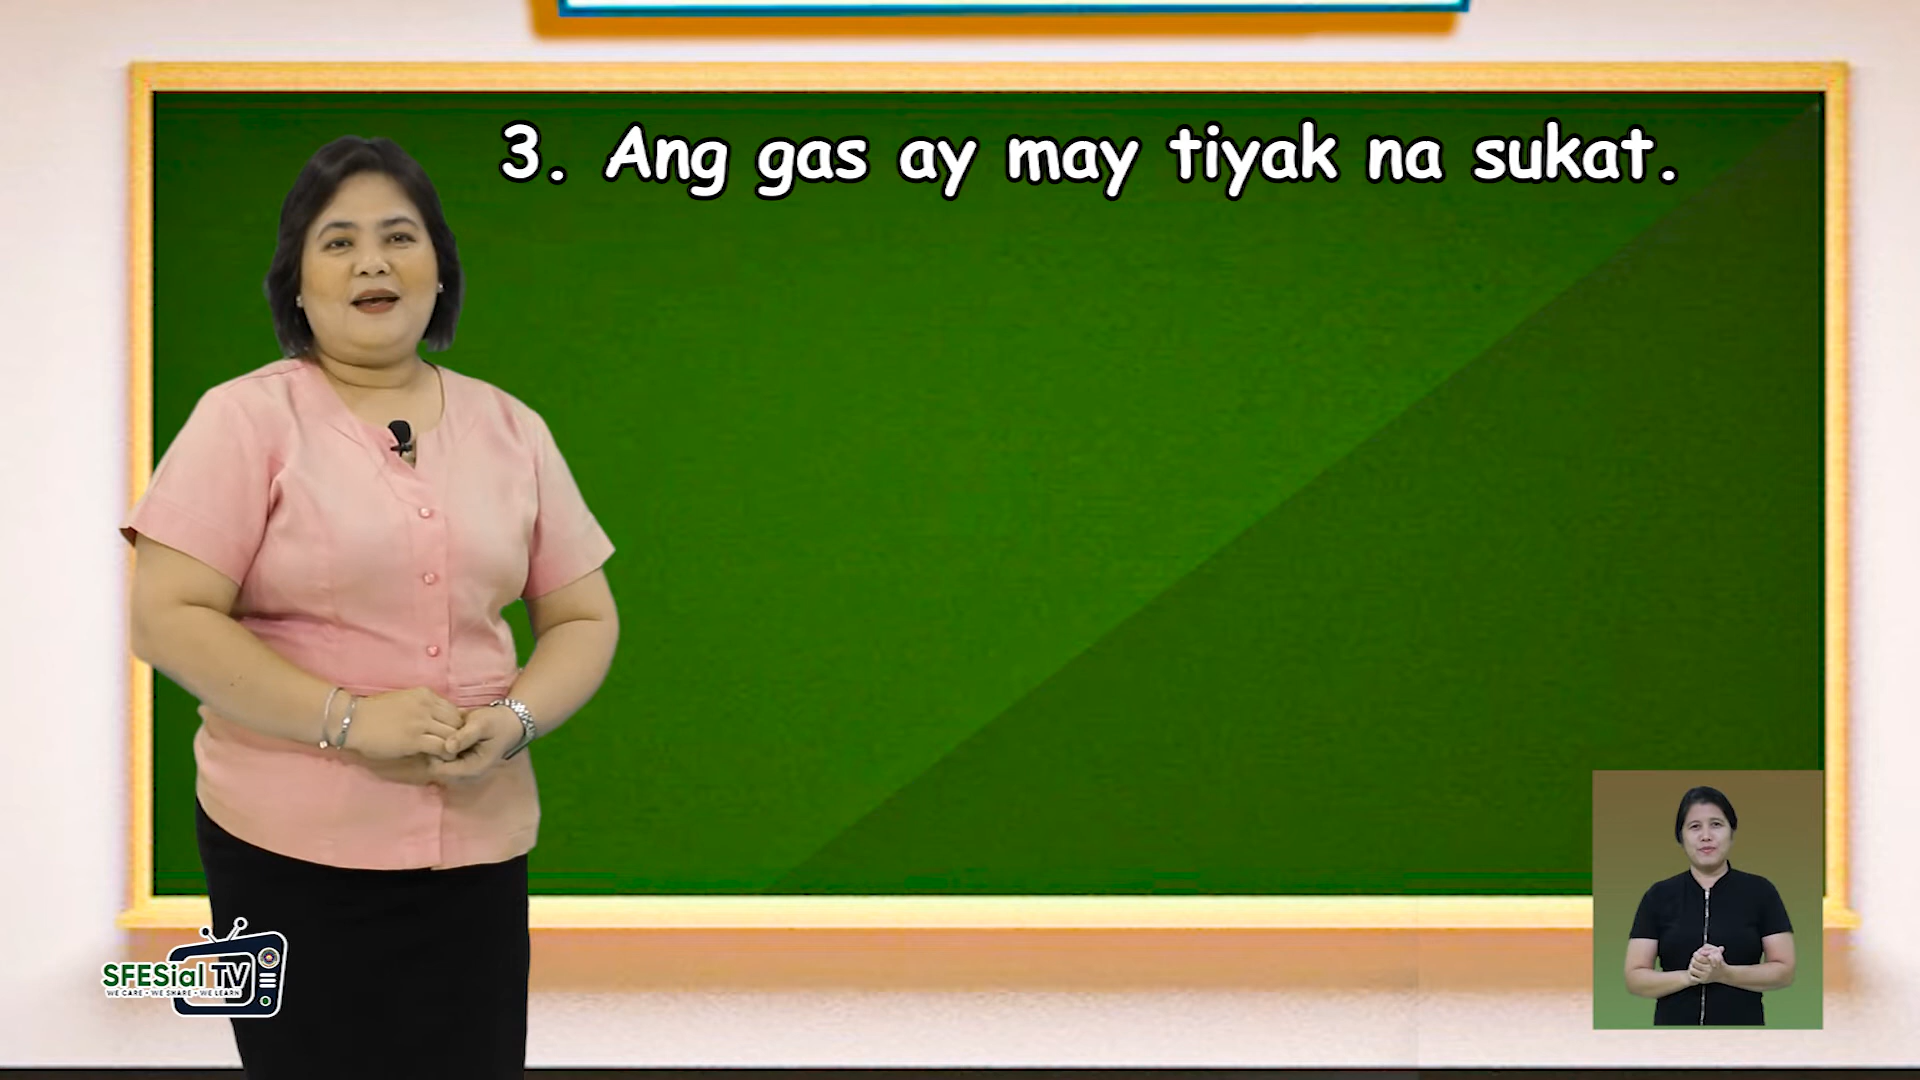 3. Ang gas ay may tiyak na sukat.
SFESial TV
WE CARE • WE SHARE • WE LEARN